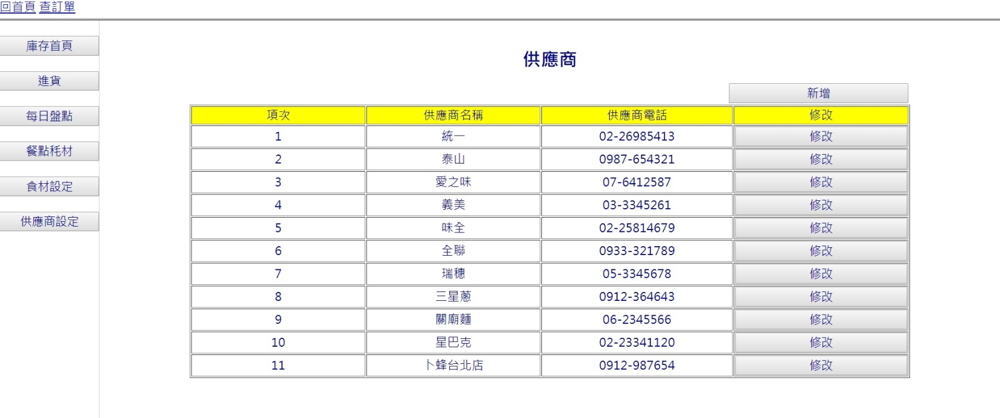 回首頁 查訂單
庫存首頁
進貨
每日盤點
餐點秏材
食材設定
供應商設定
供應商
新增
項次 供應商名稱 供應商電話 修改
1 統一 02-26985413 修改
2 泰山 0987-654321 修改
3 愛之味 07-6412587 修改
4 義美 03-3345261 修改
5 味全 02-25814679 修改
6 全聯 0933-321789 修改
7 瑞穗 05-3345678 修改
8 三星蔥 0912-364643 修改
9 關廟麵 06-2345566 修改
10 星巴克 02-23341120 修改
11 卜蜂台北店 0912-987654 修改